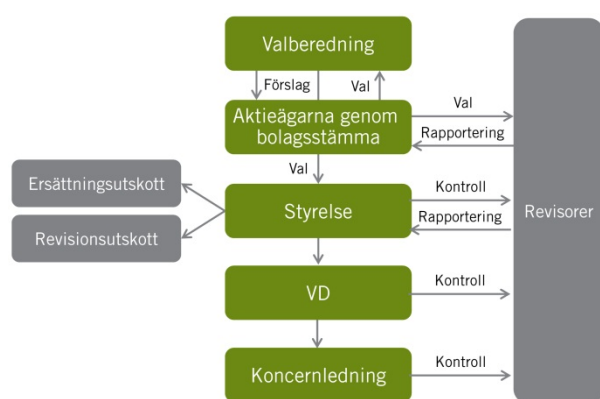 Valberedning
Förslag
Val
Aktieägarna genom
bolagsstämma
Val
Rapportering
Val
Ersättningsutskott
Revisionsutskott
Styrelse
Kontroll
Rapportering
Revisorer
VD
Kontroll
Koncernledning
Kontroll